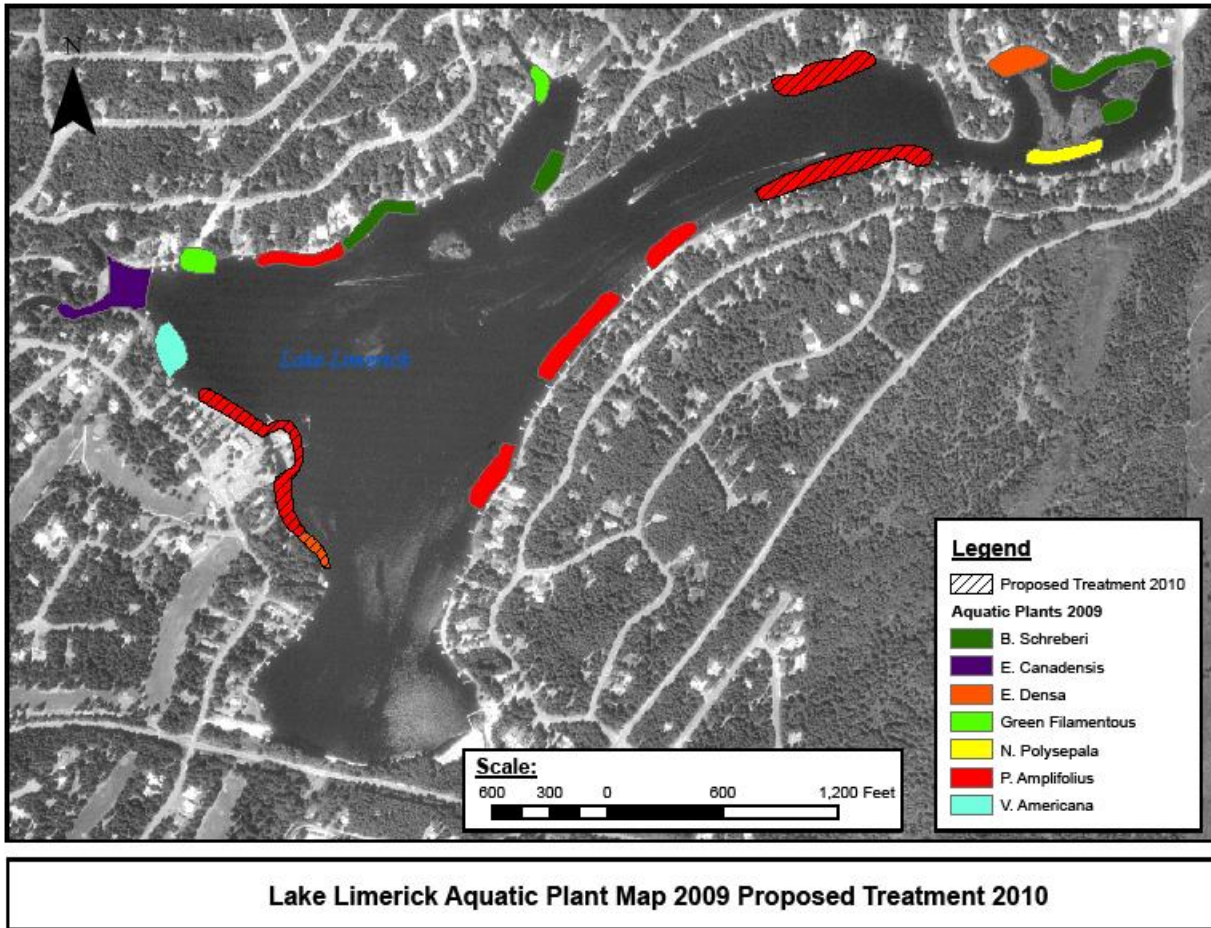 N
Lake Limerick
Legend
Proposed Treatment 2010
Aquatic Plants 2009
B. Schreberi
E. Canadensis
E. Densa
Green Filamentous
N. Polysepala
P. Amplifolius
V. Americana
Scale:
600 300 0 600 1,200 Feet
Lake Limerick Aquatic Plant Map 2009 Proposed Treatment 2010